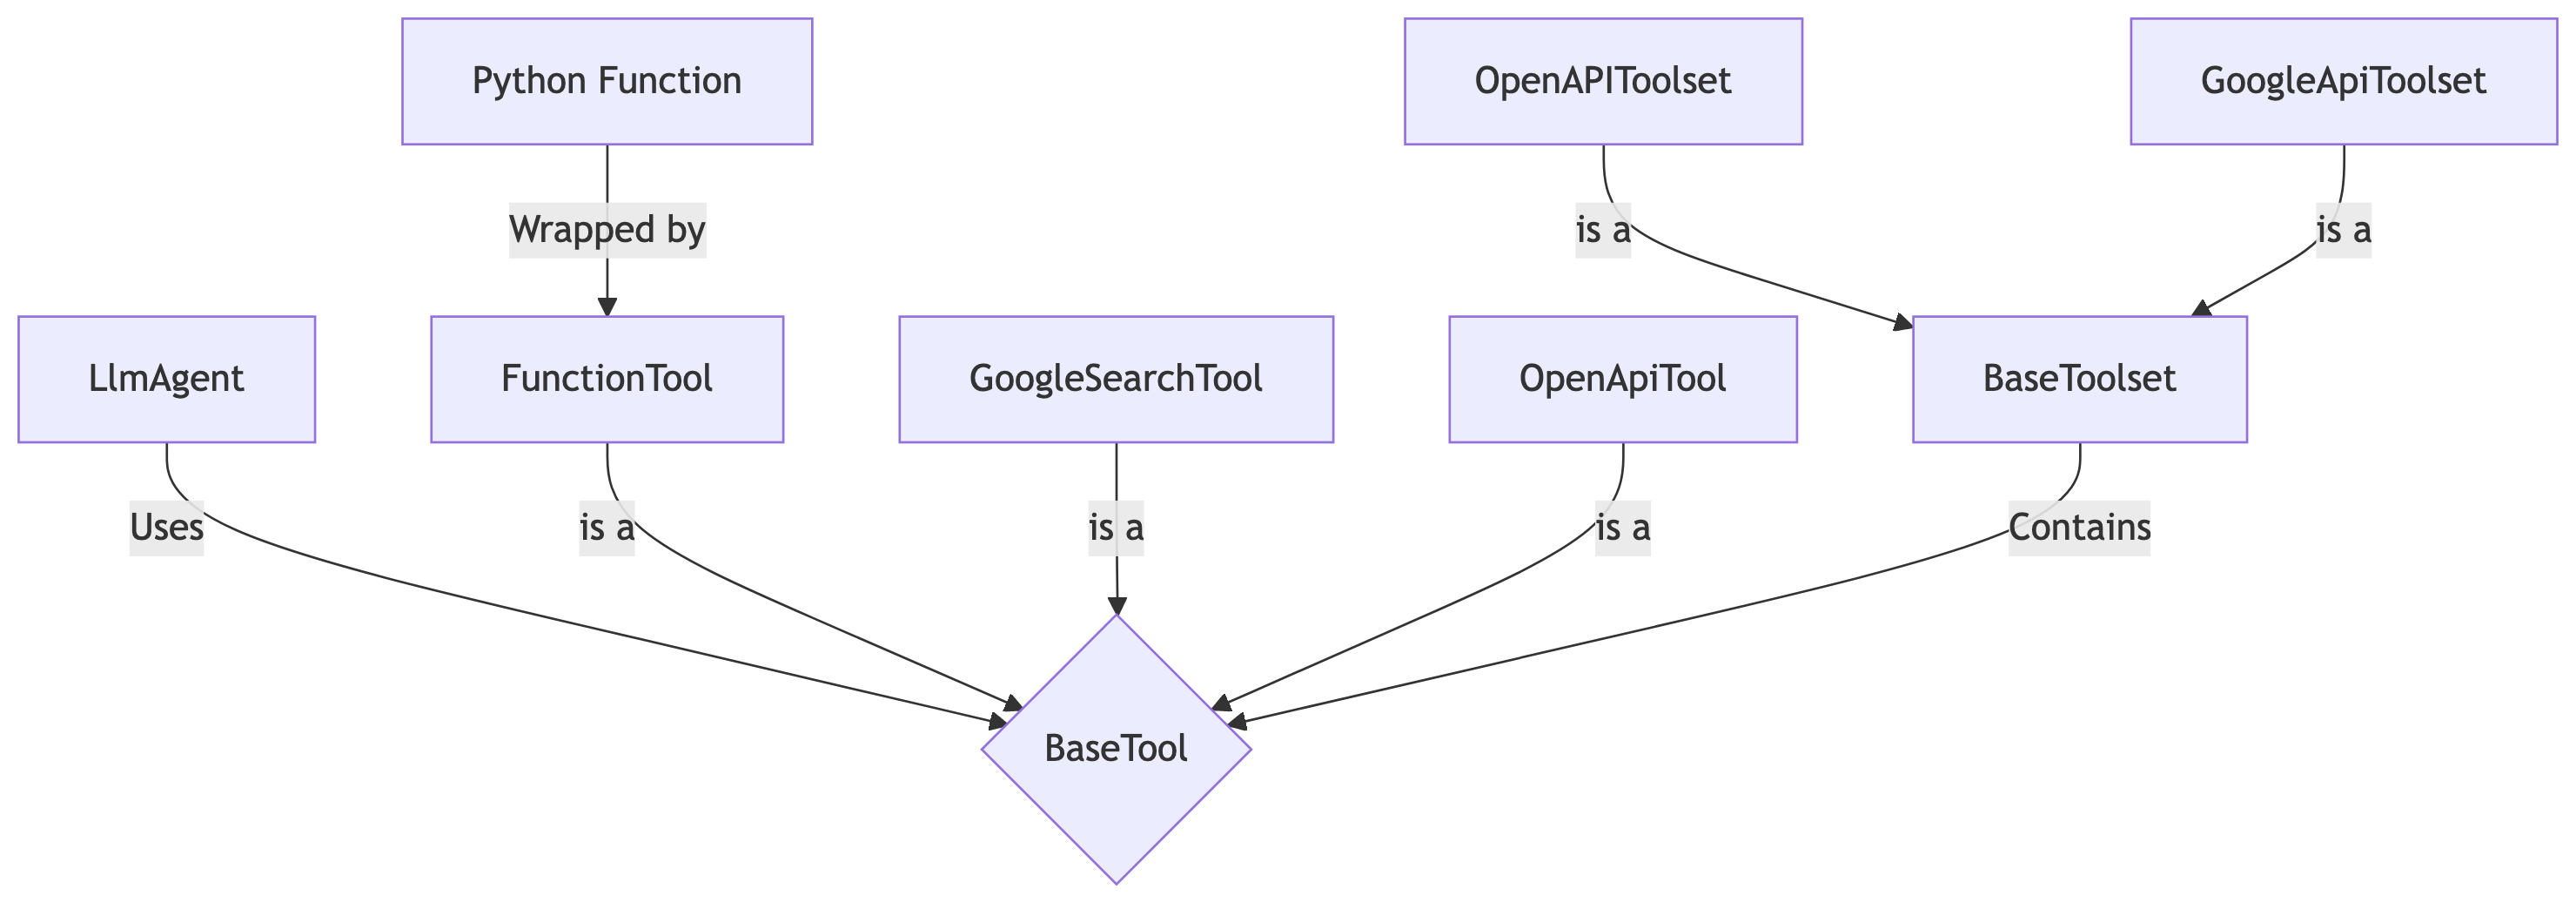 Python Function
OpenAPIToolset
GoogleApiToolset
Wrapped by
is a
is a
LlmAgent
FunctionTool
GoogleSearchTool
OpenApiTool
BaseToolset
Uses
is a
is a
is a
Contains
BaseTool